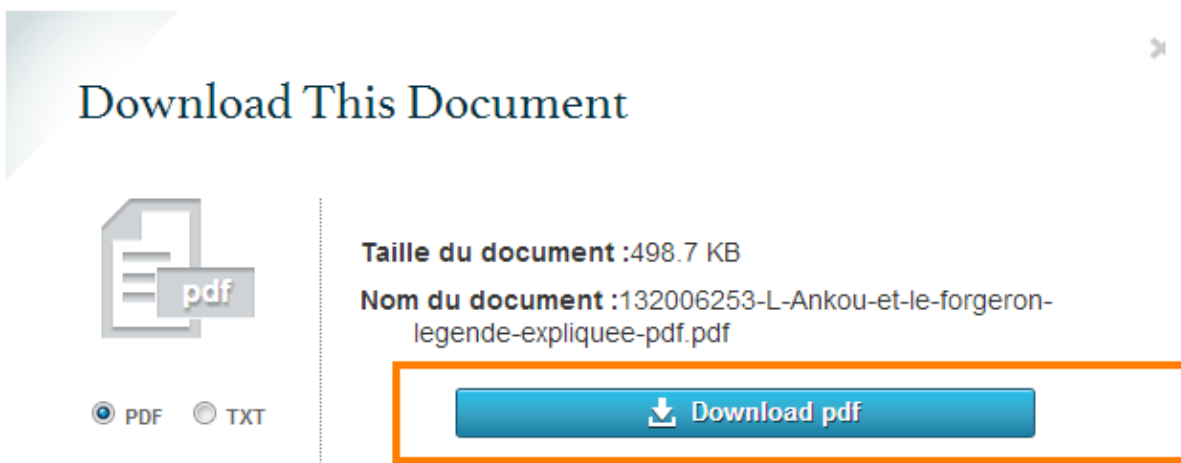 Download This Document
pdf
Taille du document :498.7 KB
Nom du document :132006253-L-Ankou-et-le-forgeron-
legende-expliquee-pdf.pdf
PDF TXT
Download pdf